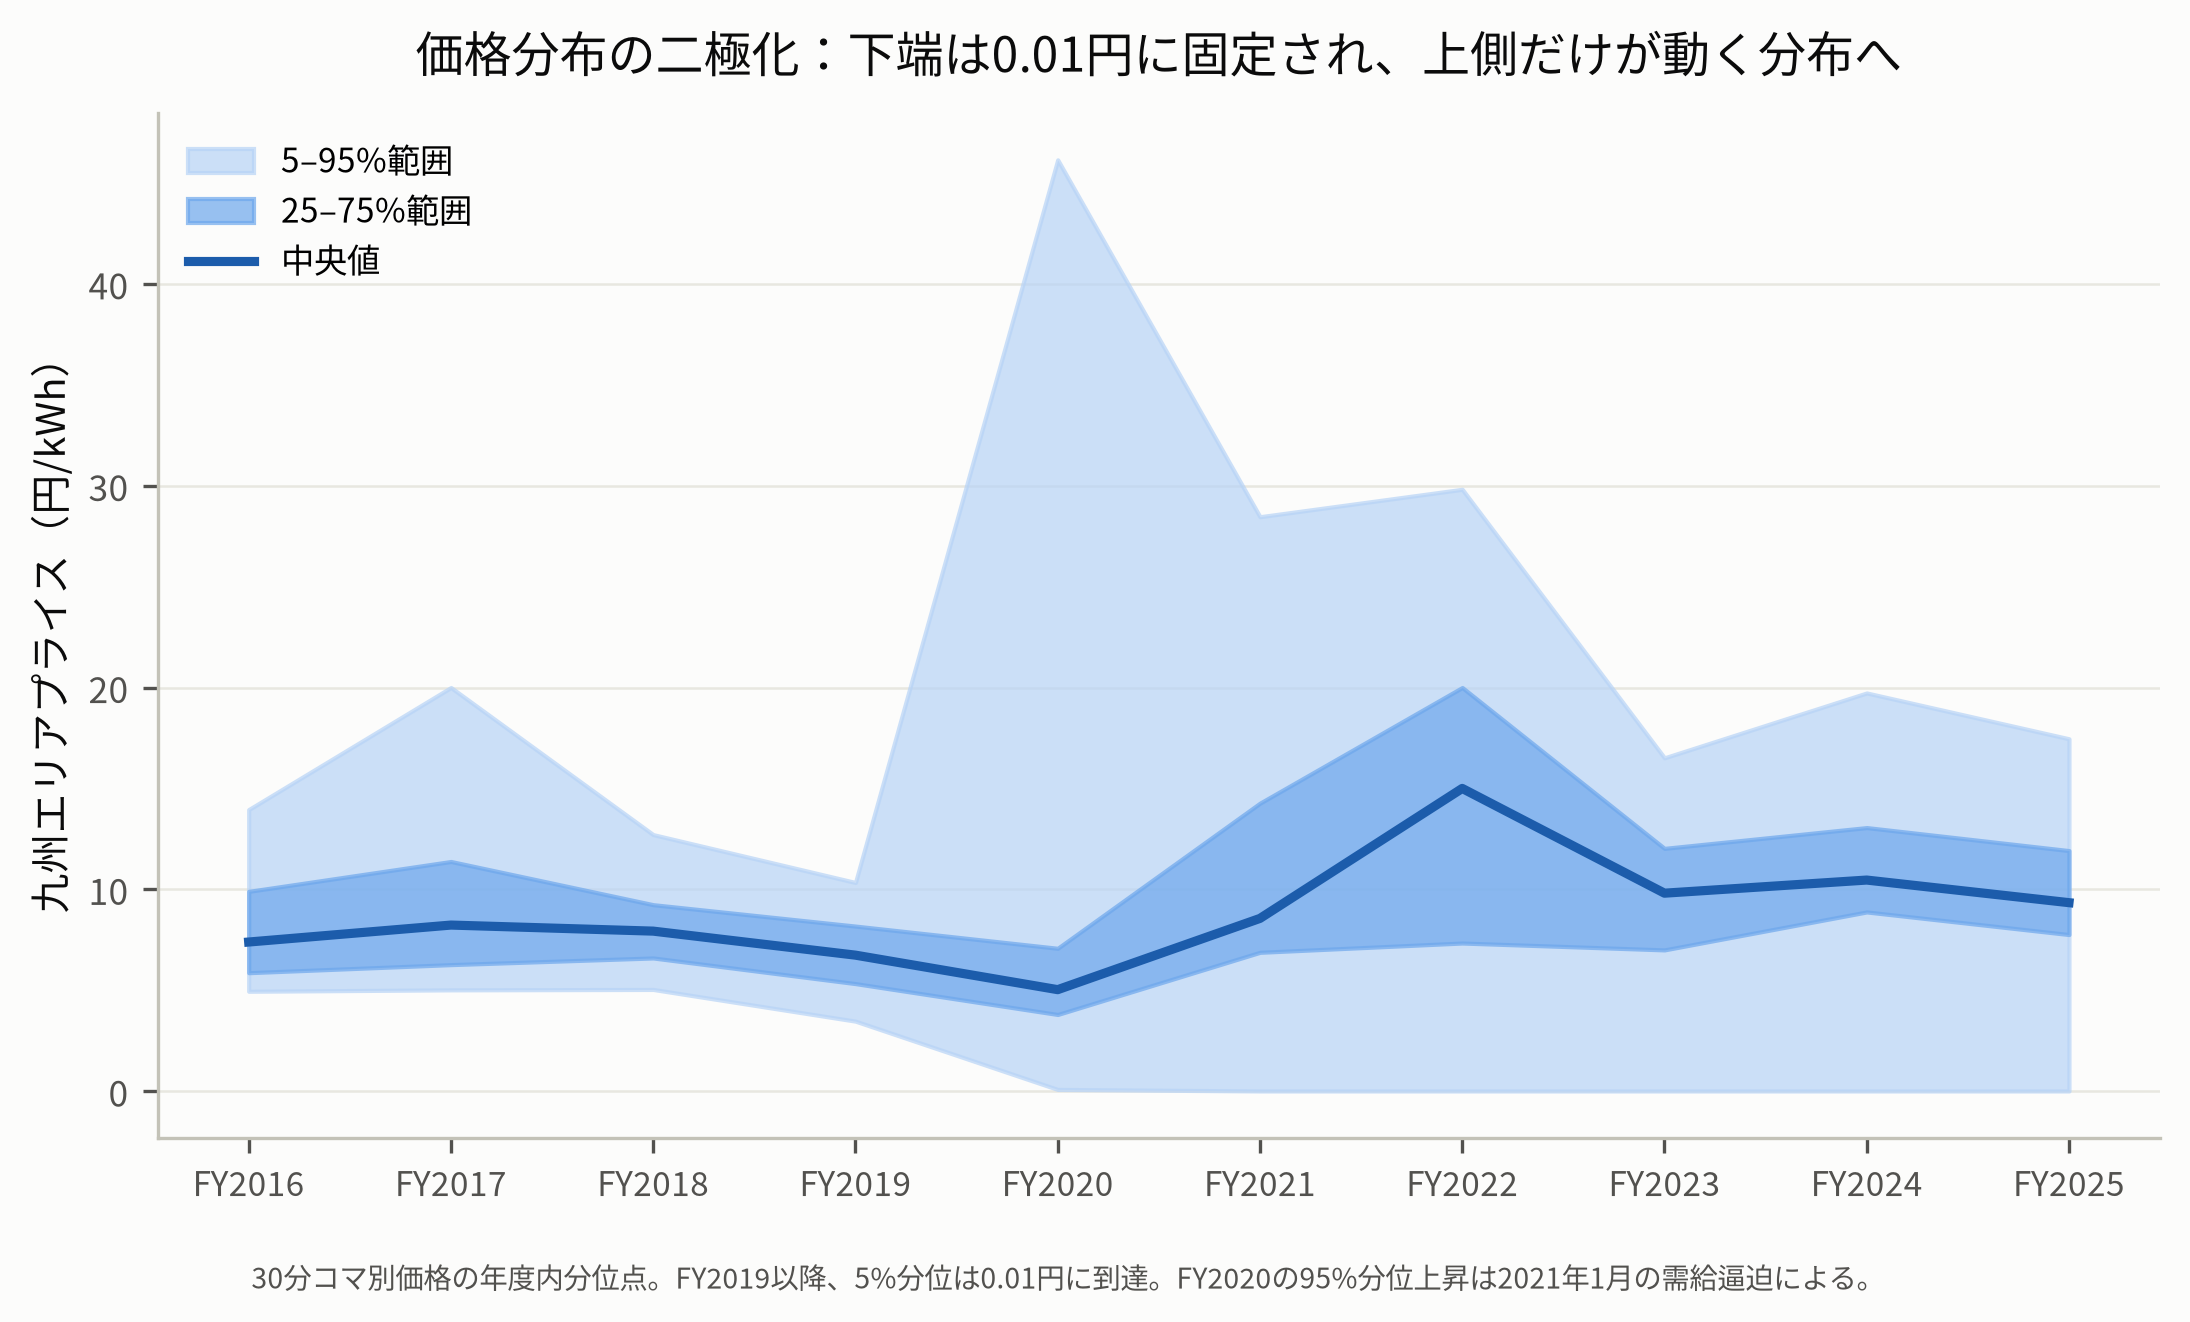 価格分布の二極化：下端は0.01円に固定され、上側だけが動く分布へ
5–95%範囲
25–75%範囲
中央値
九州エリアプライス（円/kWh）
40
30
20
10
0
FY2016 FY2017 FY2018 FY2019 FY2020 FY2021 FY2022 FY2023 FY2024 FY2025
30分コマ別価格の年度内分位点。FY2019以降、5%分位は0.01円に到達。FY2020の95%分位上昇は2021年1月の需給逼迫による。